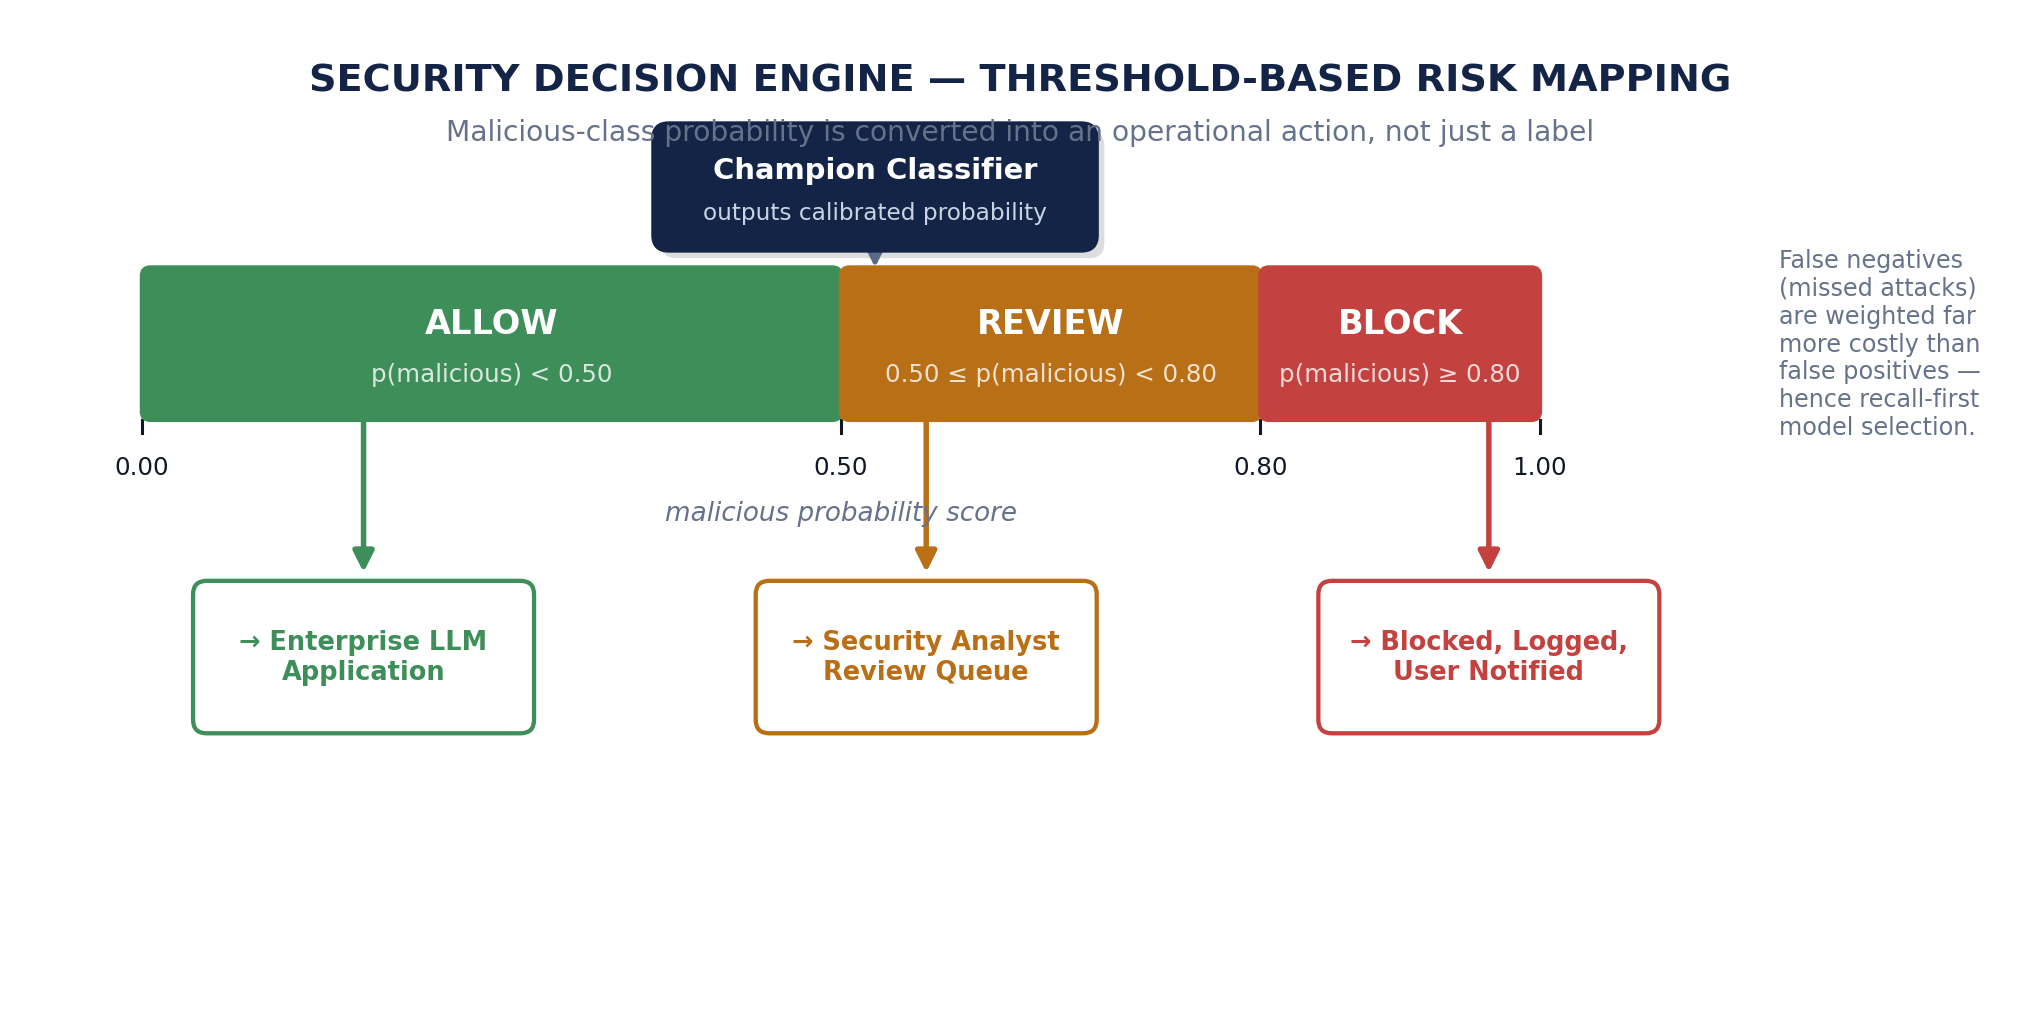 SECURITY DECISION ENGINE — THRESHOLD-BASED RISK MAPPING
Malicious-class probability is converted into an operational action, not just a label
Champion Classifier
outputs calibrated probability
ALLOW
p(malicious) < 0.50
REVIEW
0.50 ≤ p(malicious) < 0.80
BLOCK
p(malicious) ≥ 0.80
False negatives
(missed attacks)
are weighted far
more costly than
false positives —
hence recall-first
model selection.
0.00
0.50
0.80
1.00
malicious probability score
→ Enterprise LLM
Application
→ Security Analyst
Review Queue
→ Blocked, Logged,
User Notified